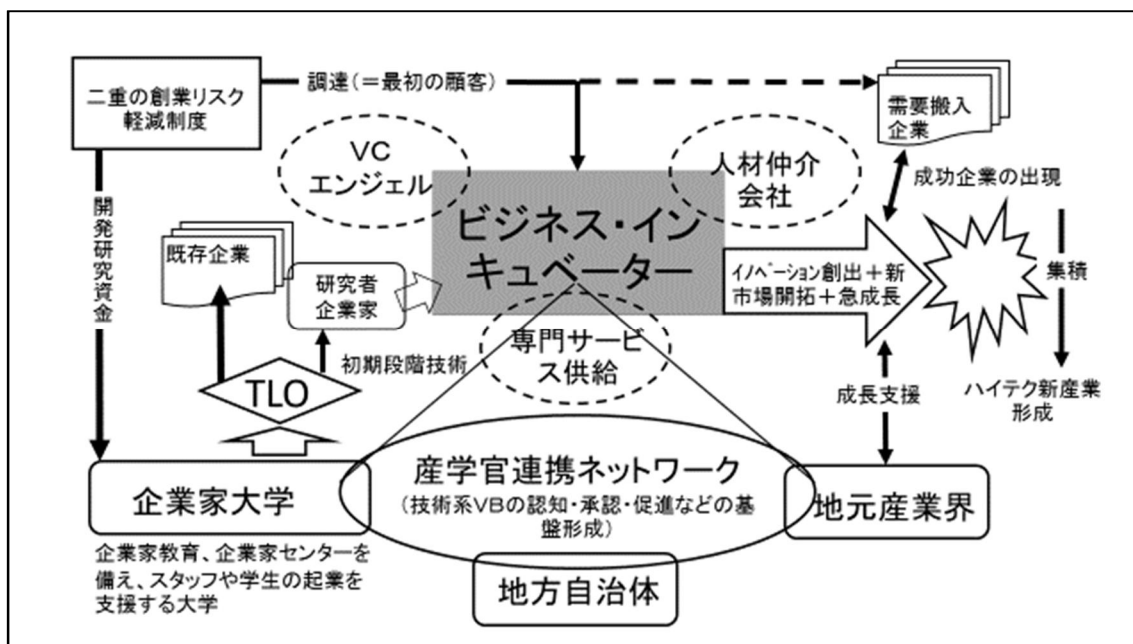 二重の創業リスク
軽減制度
調達(=最初の顧客)
需要搬入
企業
VC
エンジェル
人材仲介
会社
成功企業の出現
開発研究資金
既存企業
研究者
企業家
ビジネス・イン
キュベーター
イノベーション創出+新
市場開拓+急成長
集積
専門サービ
ス供給
初期段階技術
TLO
成長支援
ハイテク新産業
形成
企業家大学
産学官連携ネットワーク
(技術系VBの認知・承認・促進などの基
盤形成)
地元産業界
企業家教育、企業家センターを
備え、スタッフや学生の起業を
支援する大学
地方自治体